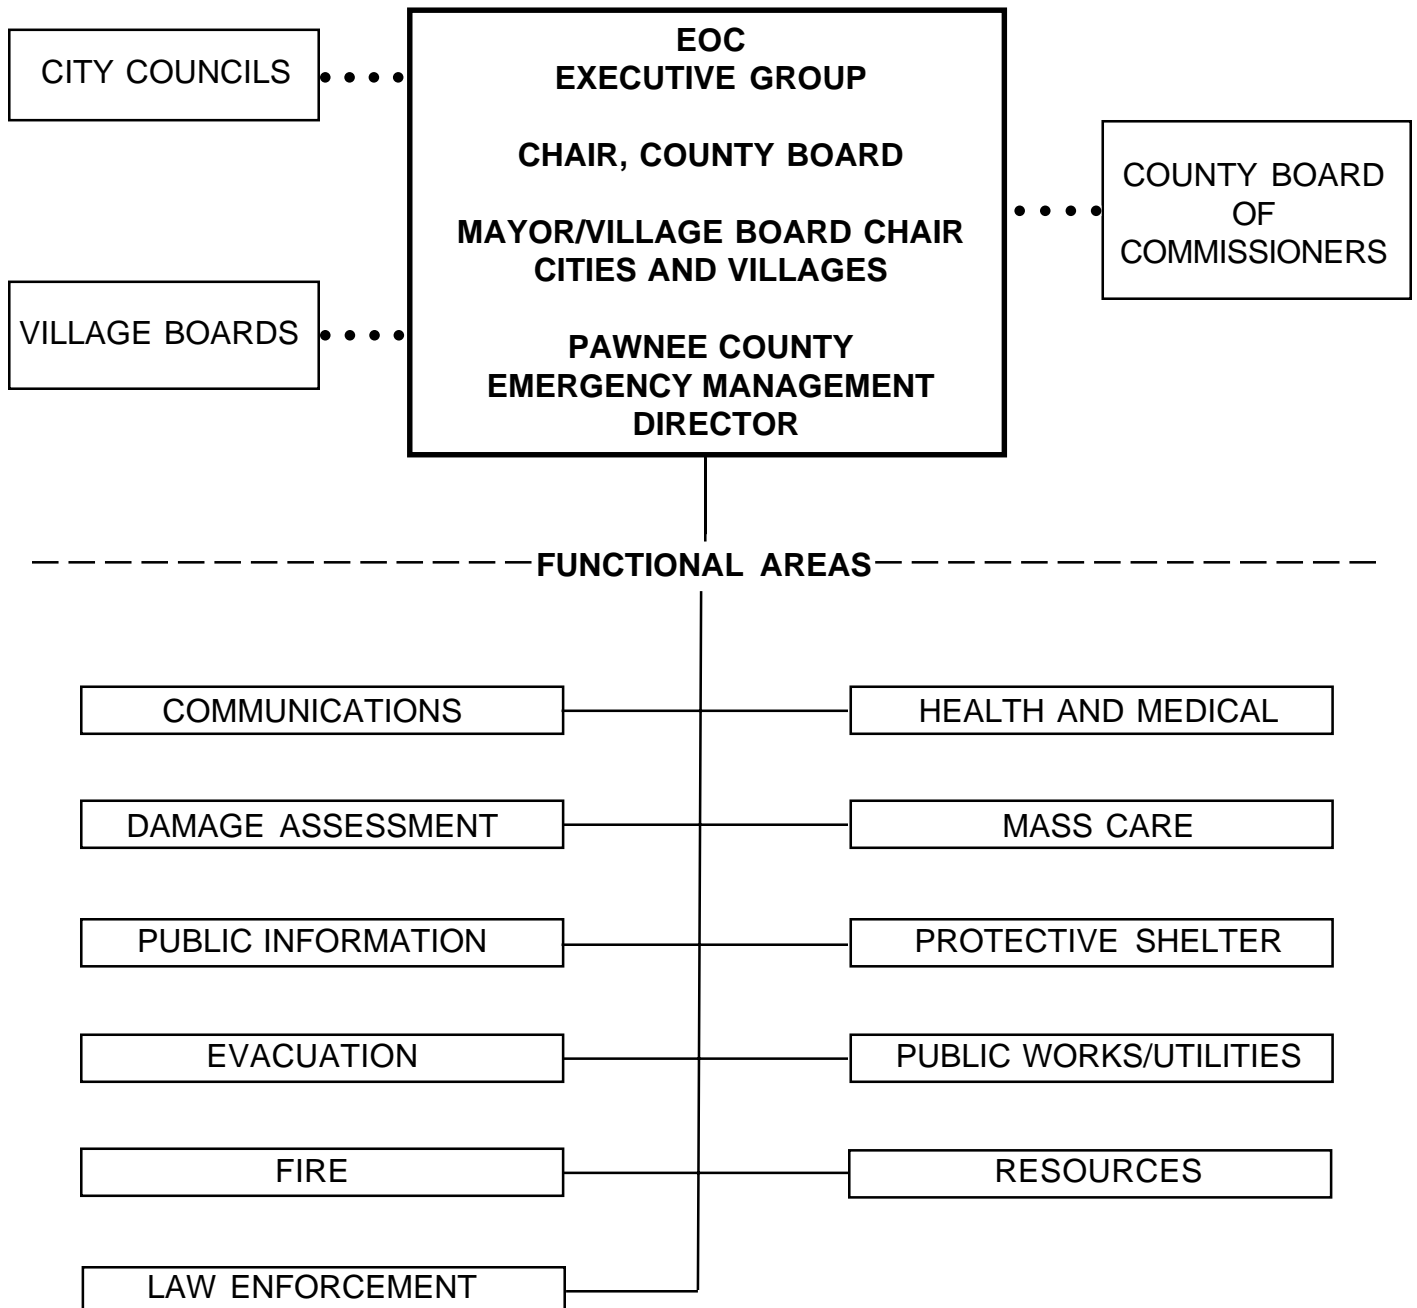 CITY COUNCILS
EOC
EXECUTIVE GROUP
CHAIR, COUNTY BOARD
MAYOR/VILLAGE BOARD CHAIR
CITIES AND VILLAGES
PAWNEE COUNTY
EMERGENCY MANAGEMENT
DIRECTOR
COUNTY BOARD
OF
COMMISSIONERS
VILLAGE BOARDS
FUNCTIONAL AREAS
COMMUNICATIONS
HEALTH AND MEDICAL
DAMAGE ASSESSMENT
MASS CARE
PUBLIC INFORMATION
PROTECTIVE SHELTER
EVACUATION
PUBLIC WORKS/UTILITIES
FIRE
RESOURCES
LAW ENFORCEMENT